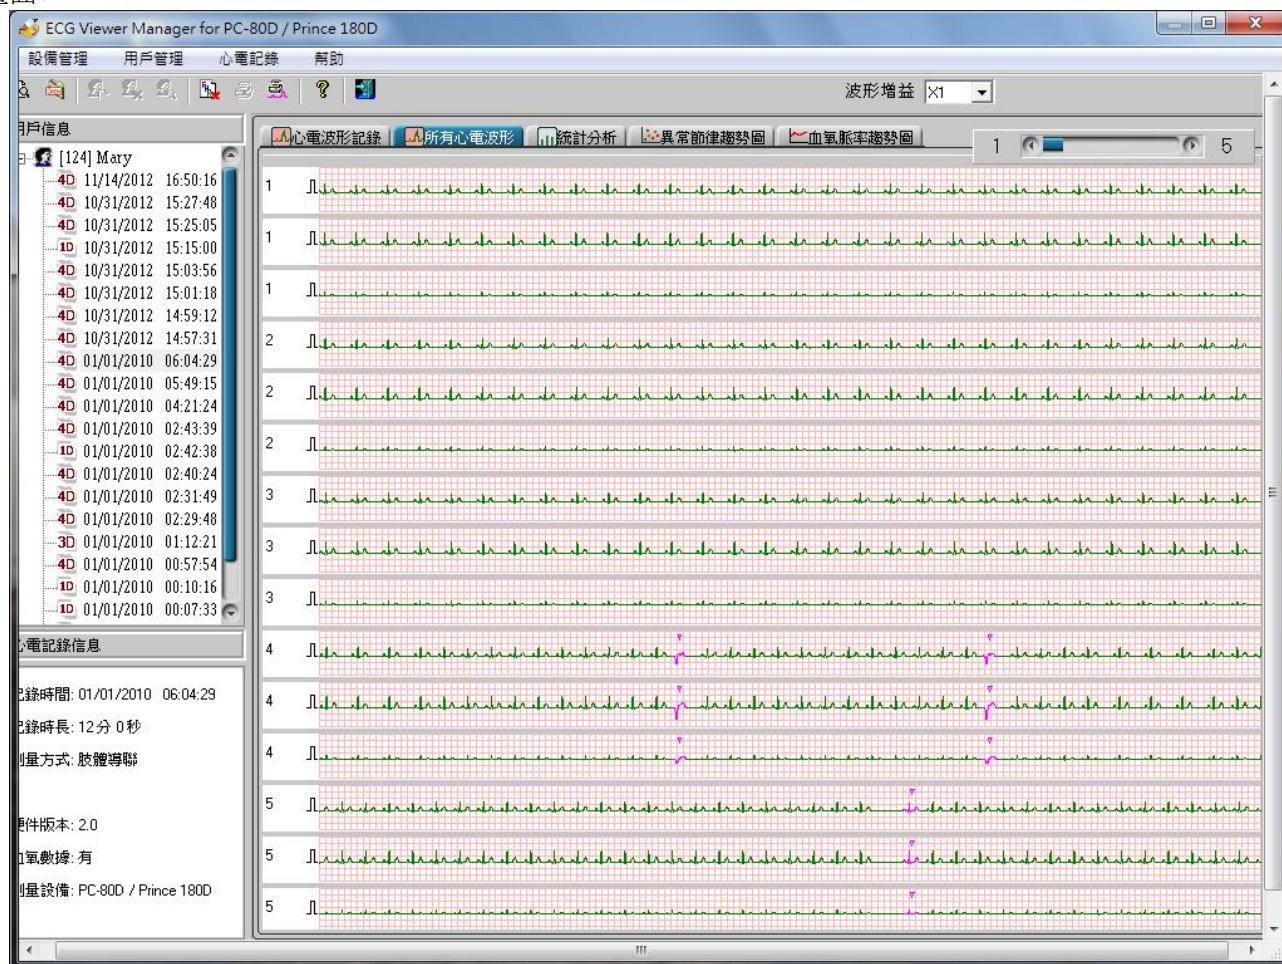 ECG Viewer Manager for PC-80D / Prince 180D
設備管理 用戶管理 心電記錄 幫助
波形增益 X1
用戶信息
心電波形記錄 所有心電波形 統計分析 異常節律趨勢圖 血氧脈率趨勢圖
1 5
[124] Mary
4D 11/14/2012 16:50:16
4D 10/31/2012 15:27:48
4D 10/31/2012 15:25:05
1D 10/31/2012 15:15:00
4D 10/31/2012 15:03:56
4D 10/31/2012 15:01:18
4D 10/31/2012 14:59:12
4D 10/31/2012 14:57:31
4D 01/01/2010 06:04:29
4D 01/01/2010 05:49:15
4D 01/01/2010 04:21:24
4D 01/01/2010 02:43:39
1D 01/01/2010 02:42:38
4D 01/01/2010 02:40:24
4D 01/01/2010 02:31:49
4D 01/01/2010 02:29:48
3D 01/01/2010 01:12:21
4D 01/01/2010 00:57:54
1D 01/01/2010 00:10:16
1D 01/01/2010 00:07:33
心電記錄信息
記錄時間: 01/01/2010 06:04:29
記錄時長: 12分 0秒
測量方式: 肢體導聯
硬件版本: 2.0
血氧數據: 有
測量設備: PC-80D / Prince 180D
1
1
1
2
2
2
3
3
3
4
4
4
5
5
5